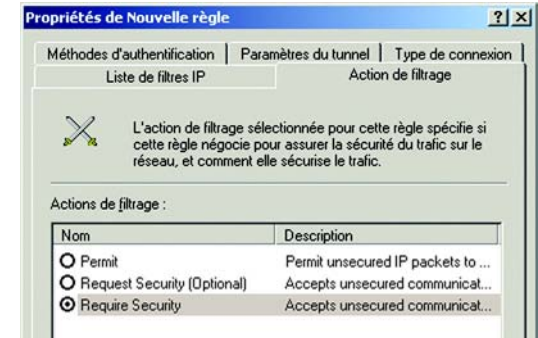 Propriétés de Nouvelle règle
Méthodes d'authentification Paramètres du tunnel Type de connexion
Liste de filtres IP Action de filtrage
L'action de filtrage sélectionnée pour cette règle spécifie si
cette règle négocie pour assurer la sécurité du trafic sur le
réseau, et comment elle sécurise le trafic.
Actions de filtrage :
Nom Description
Permit Permit unsecured IP packets to ...
Request Security (Optional) Accepts unsecured communicat...
Require Security Accepts unsecured communicat...